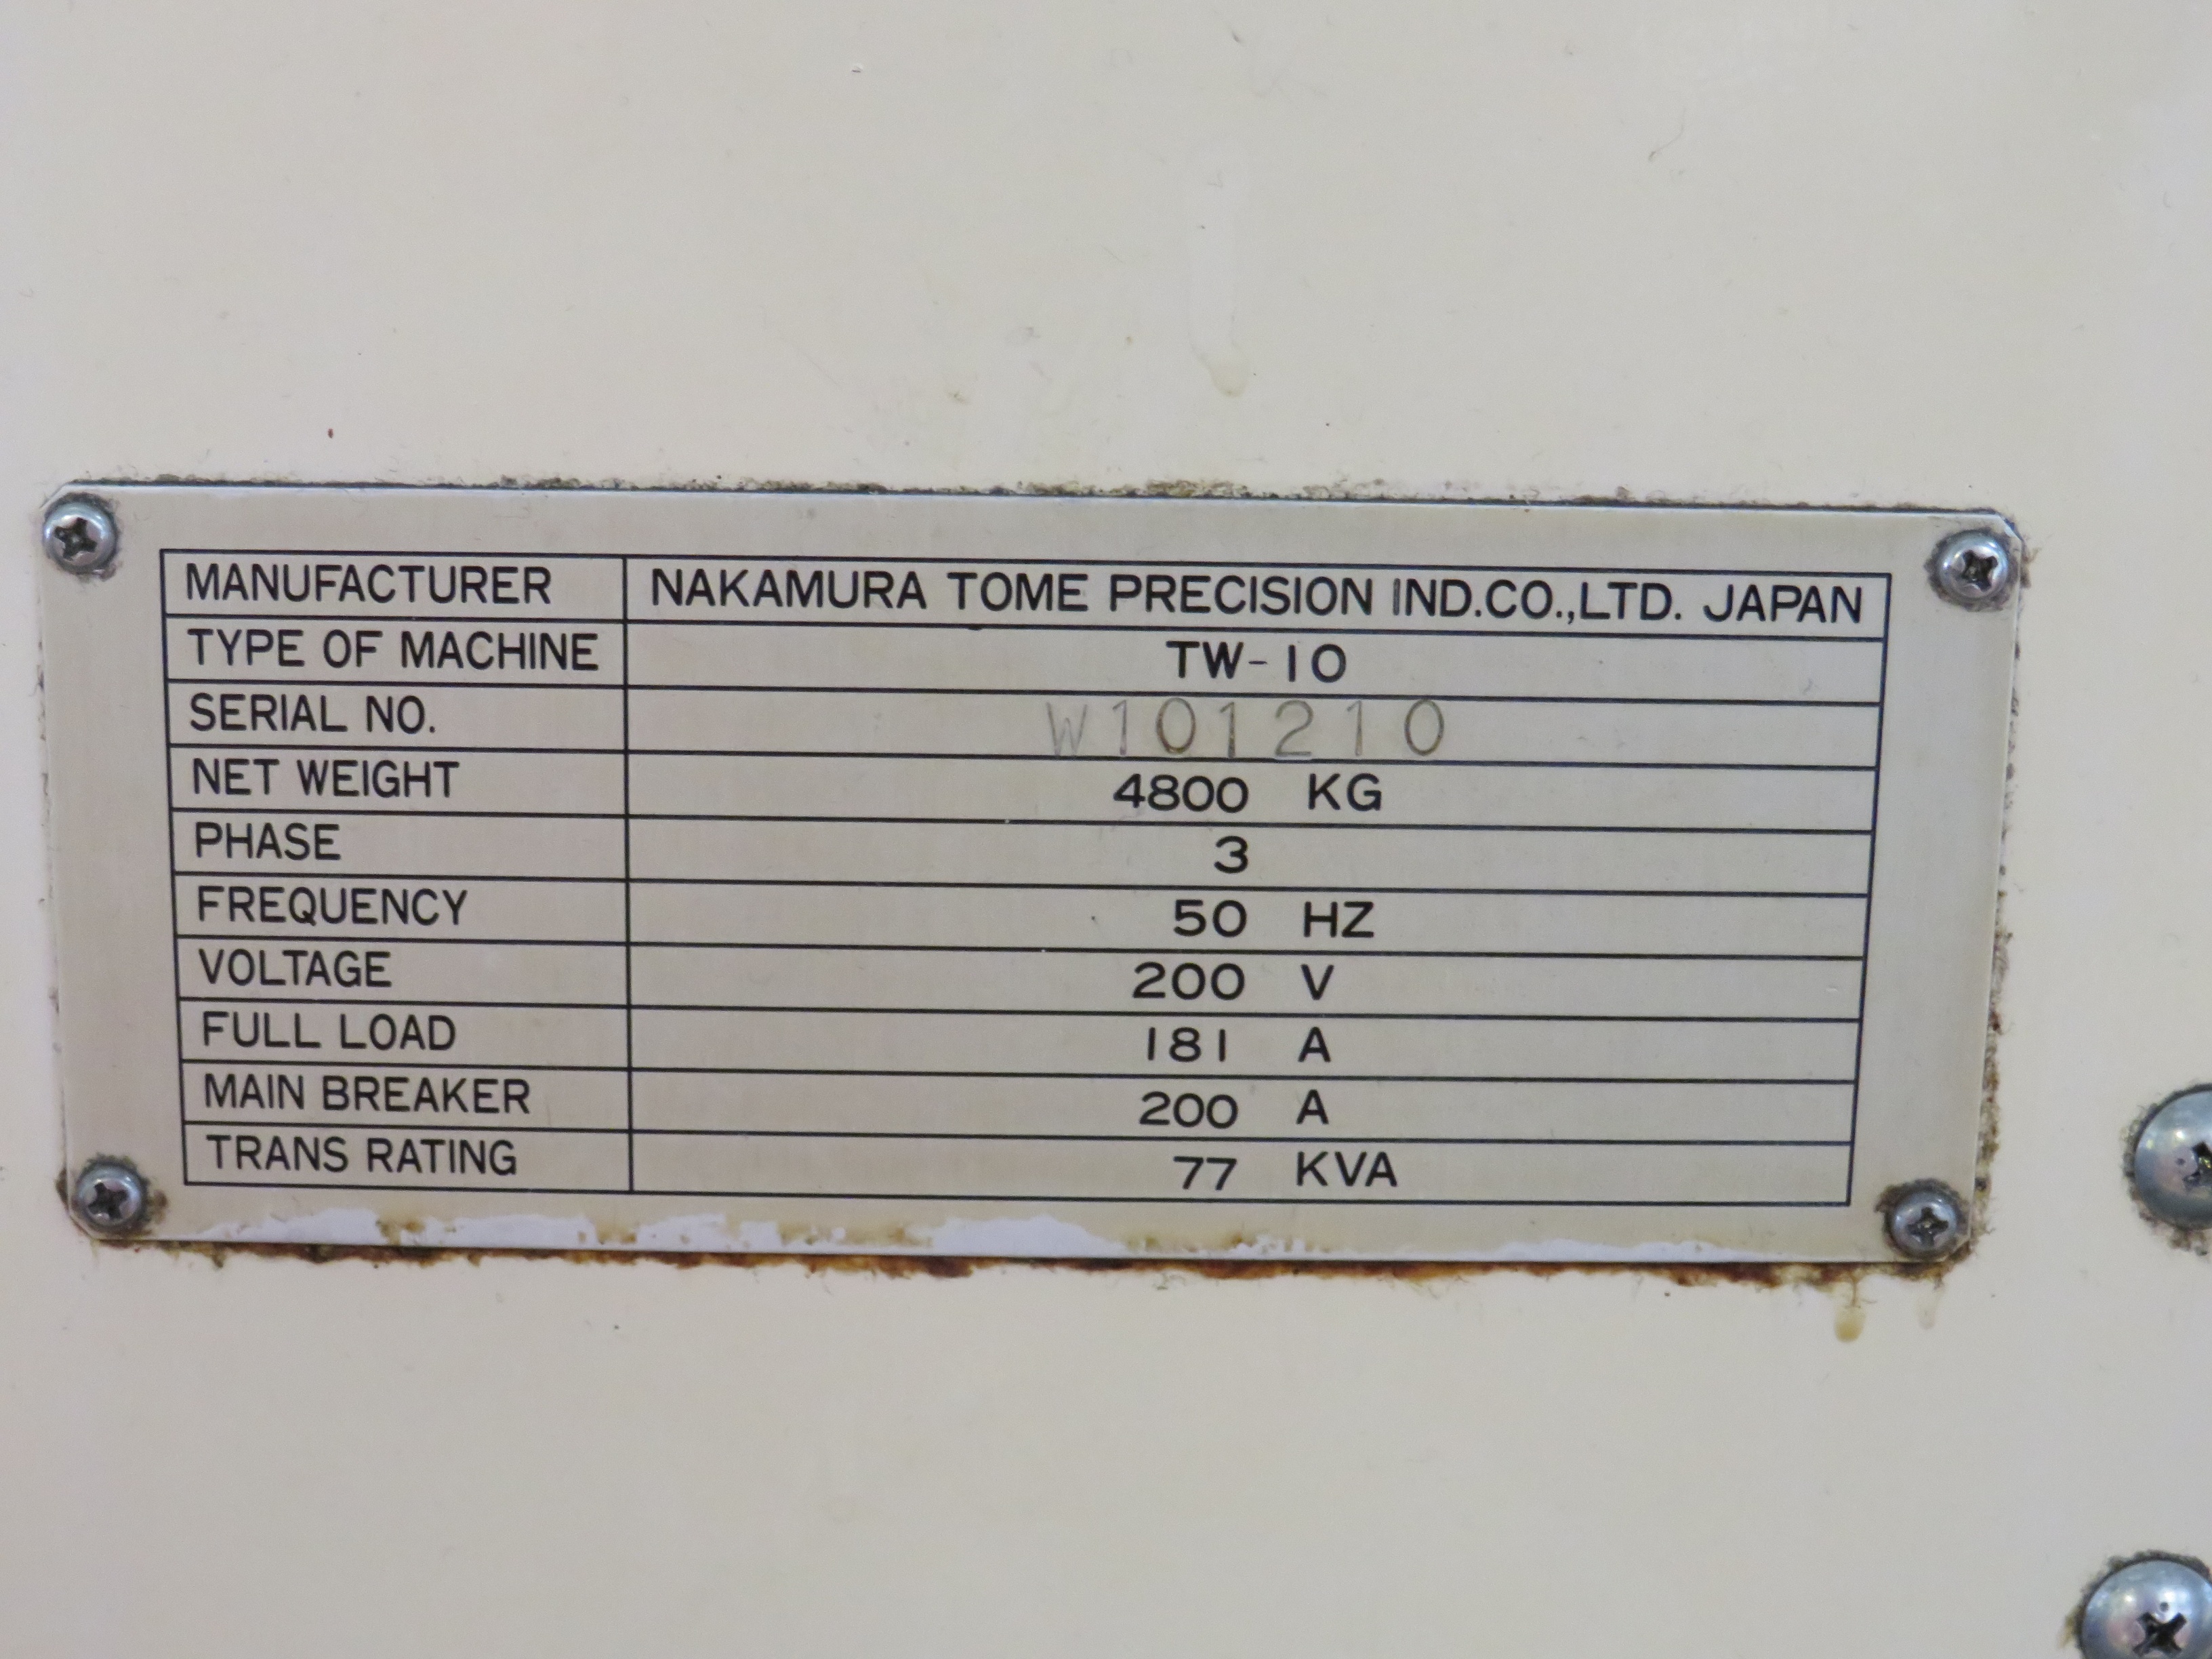 MANUFACTURER NAKAMURA TOME PRECISION IND.CO.,LTD. JAPAN
TYPE OF MACHINE TW-10
SERIAL NO. W101210
NET WEIGHT 4800 KG
PHASE 3
FREQUENCY 50 HZ
VOLTAGE 200 V
FULL LOAD 181 A
MAIN BREAKER 200 A
TRANS RATING 77 KVA